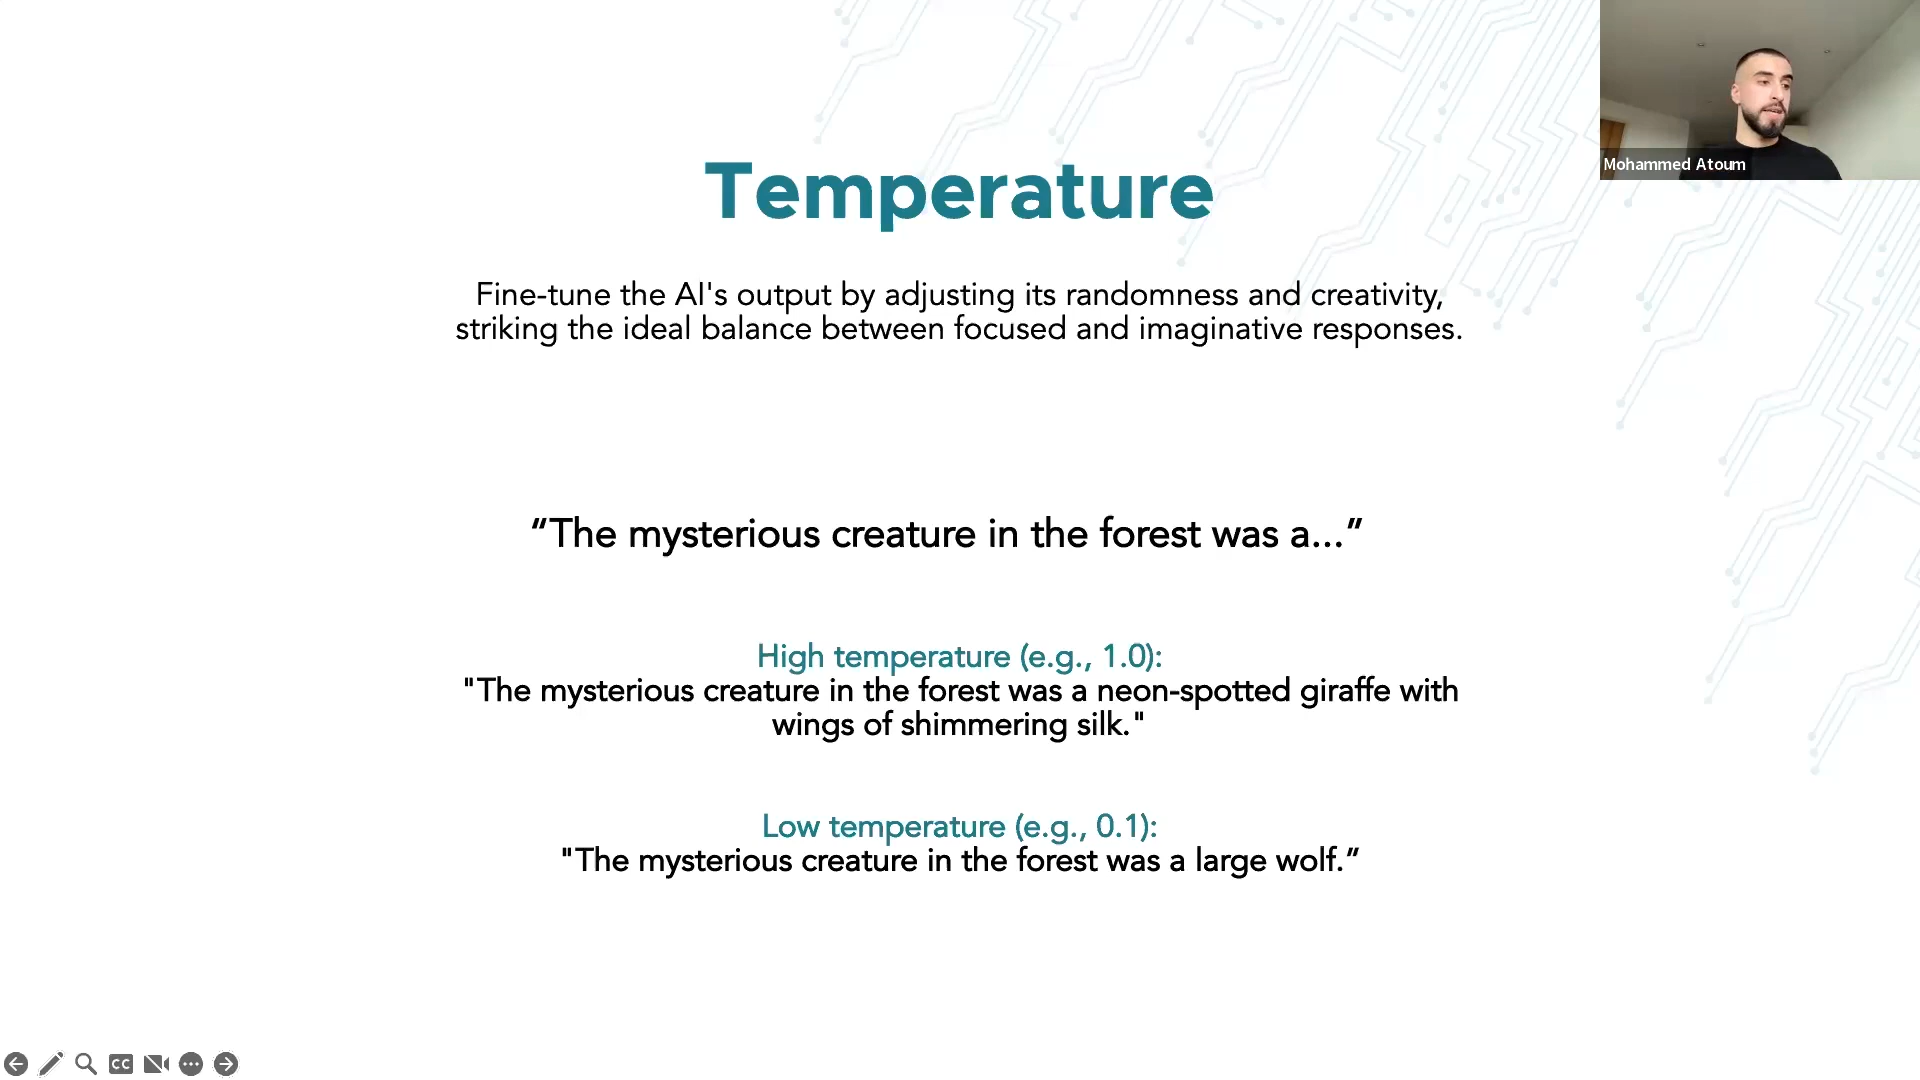 Mohammed Atoum
Temperature
Fine-tune the AI's output by adjusting its randomness and creativity,
striking the ideal balance between focused and imaginative responses.
“The mysterious creature in the forest was a...”
High temperature (e.g., 1.0):
"The mysterious creature in the forest was a neon-spotted giraffe with
wings of shimmering silk."
Low temperature (e.g., 0.1):
"The mysterious creature in the forest was a large wolf.”
CC